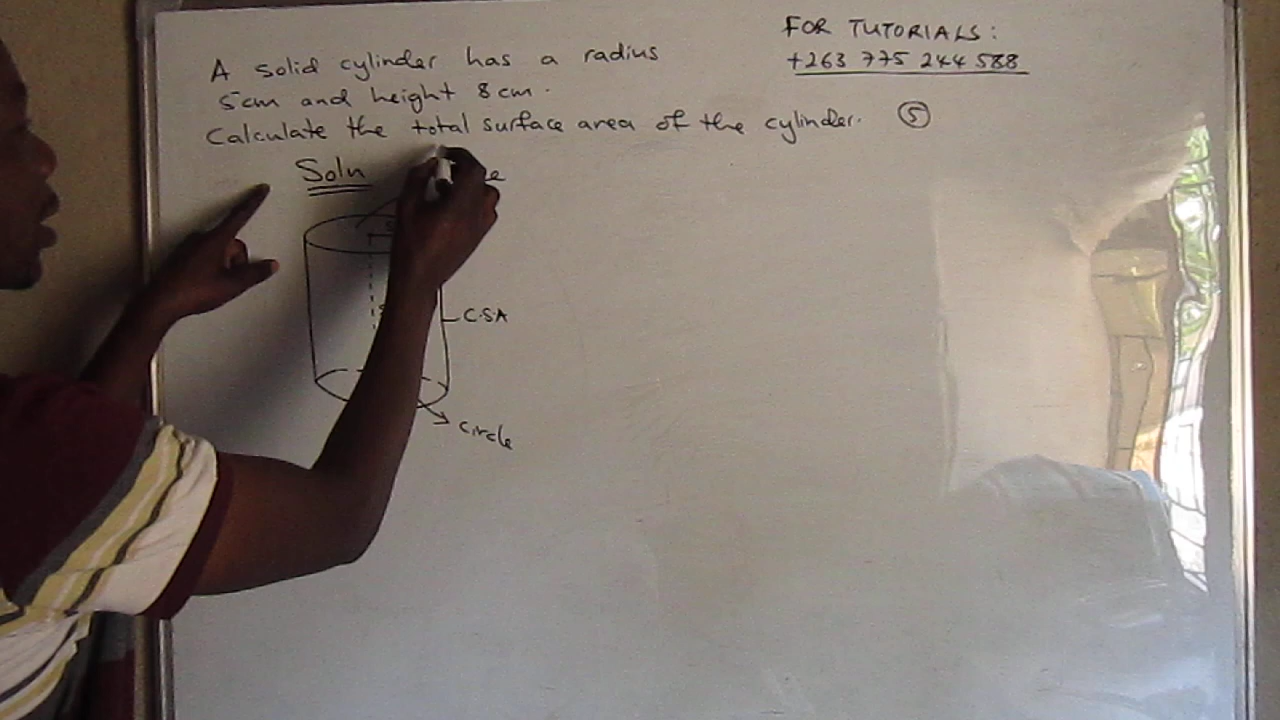 FOR TUTORIALS:
+263 775 244 588
A solid cylinder has a radius
5cm and height 8cm.
Calculate the total surface area of the cylinder. (5)
Soln
C.S.A
circle